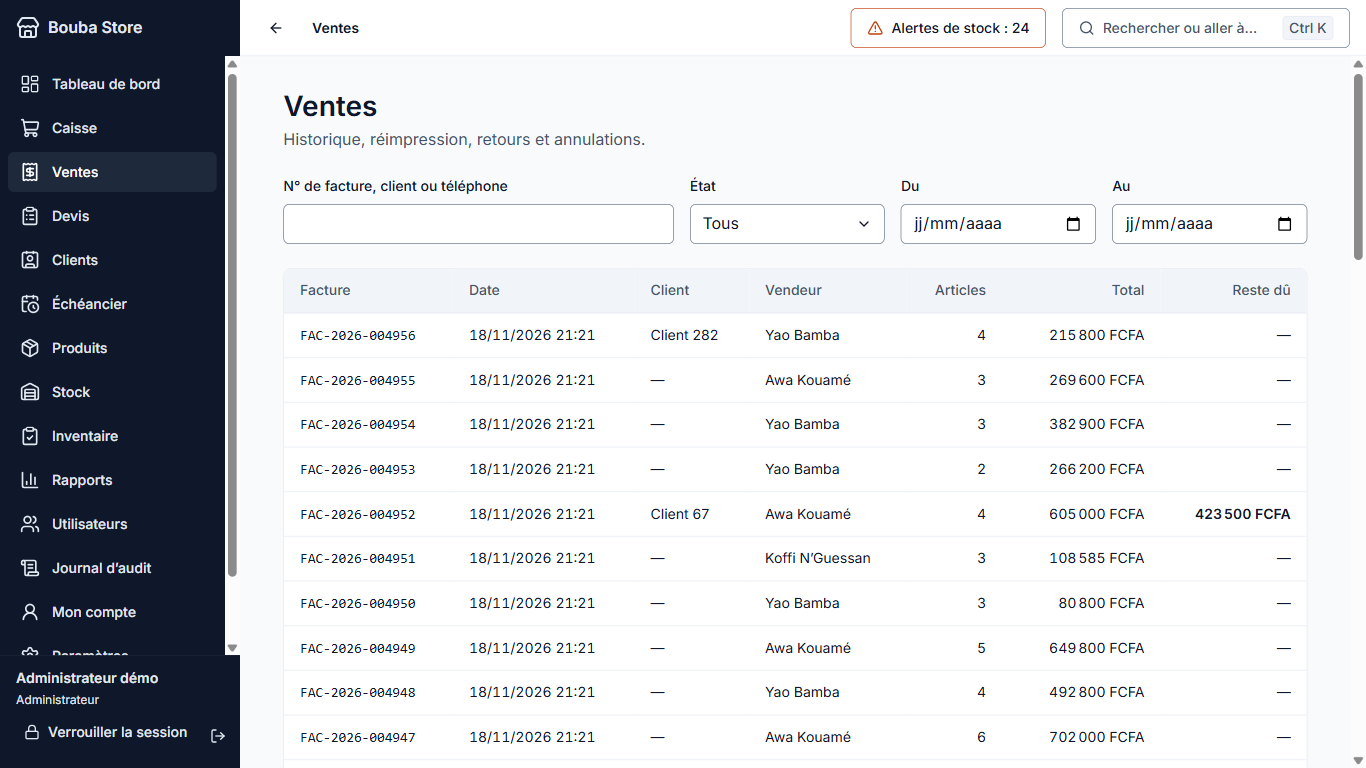 Bouba Store
Ventes
Alertes de stock : 24
Rechercher ou aller à… Ctrl K
Tableau de bord
Caisse
Ventes
Devis
Clients
Échéancier
Produits
Stock
Inventaire
Rapports
Utilisateurs
Journal d’audit
Mon compte
Paramètres
Administrateur démo
Administrateur
Verrouiller la session
Ventes
Historique, réimpression, retours et annulations.
N° de facture, client ou téléphone État Du Au
Tous jj/mm/aaaa jj/mm/aaaa
Facture Date Client Vendeur Articles Total Reste dû
FAC-2026-004956 18/11/2026 21:21 Client 282 Yao Bamba 4 215 800 FCFA —
FAC-2026-004955 18/11/2026 21:21 — Awa Kouamé 3 269 600 FCFA —
FAC-2026-004954 18/11/2026 21:21 — Yao Bamba 3 382 900 FCFA —
FAC-2026-004953 18/11/2026 21:21 — Yao Bamba 2 266 200 FCFA —
FAC-2026-004952 18/11/2026 21:21 Client 67 Awa Kouamé 4 605 000 FCFA 423 500 FCFA
FAC-2026-004951 18/11/2026 21:21 — Koffi N’Guessan 3 108 585 FCFA —
FAC-2026-004950 18/11/2026 21:21 — Yao Bamba 3 80 800 FCFA —
FAC-2026-004949 18/11/2026 21:21 — Awa Kouamé 5 649 800 FCFA —
FAC-2026-004948 18/11/2026 21:21 — Yao Bamba 4 492 800 FCFA —
FAC-2026-004947 18/11/2026 21:21 — Awa Kouamé 6 702 000 FCFA —